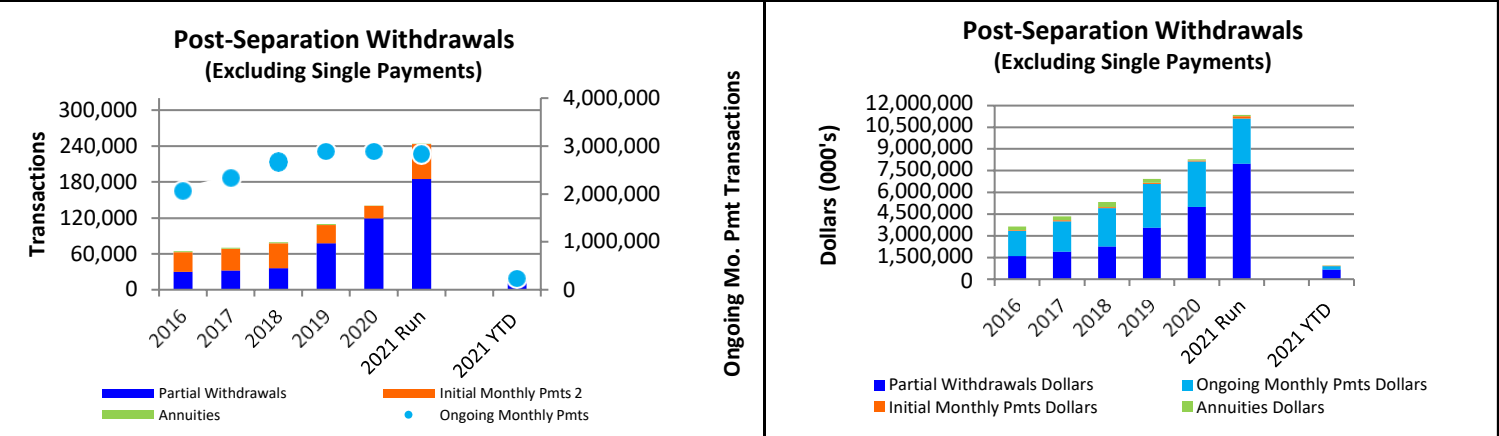 Post-Separation Withdrawals
(Excluding Single Payments)
Transactions
300,000
240,000
180,000
120,000
60,000
0
4,000,000
3,000,000
2,000,000
1,000,000
0
Ongoing Mo. Pmt Transactions
2016
2017
2018
2019
2020
2021 Run
2021 YTD
Partial Withdrawals
Initial Monthly Pmts 2
Annuities
Ongoing Monthly Pmts
Post-Separation Withdrawals
(Excluding Single Payments)
Dollars (000's)
12,000,000
10,500,000
9,000,000
7,500,000
6,000,000
4,500,000
3,000,000
1,500,000
0
2016
2017
2018
2019
2020
2021 Run
2021 YTD
Partial Withdrawals Dollars
Ongoing Monthly Pmts Dollars
Initial Monthly Pmts Dollars
Annuities Dollars